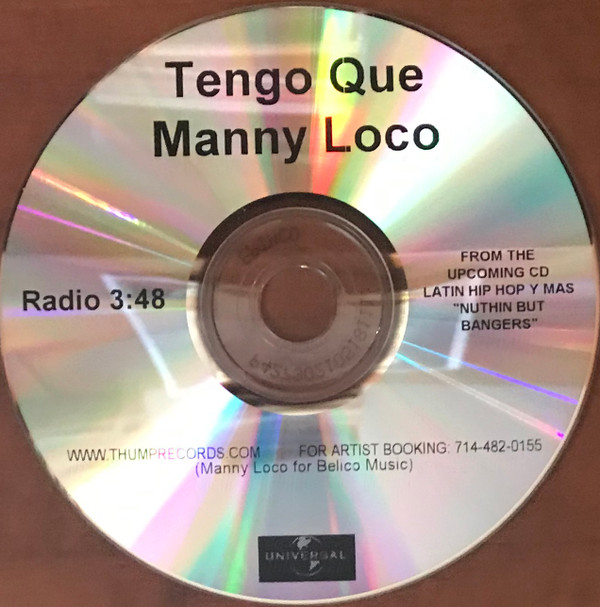 Tengo Que
Manny Loco
Radio 3:48
FROM THE
UPCOMING CD
LATIN HIP HOP Y MAS
"NUTHIN BUT
BANGERS"
WWW.THUMPRECORDS.COM FOR ARTIST BOOKING: 714-482-0155
(Manny Loco for Belico Music)
UNIVERSAL